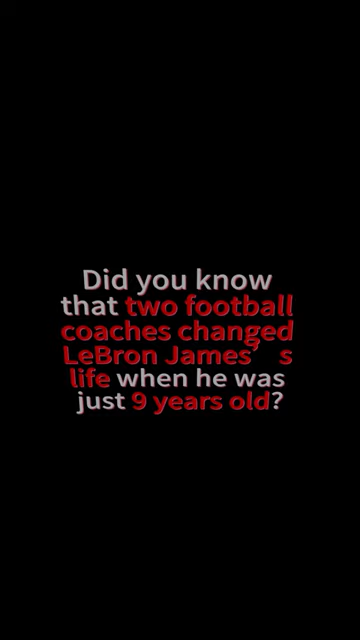 Did you know
that two football
coaches changed
LeBron James’ s
life when he was
just 9 years old?